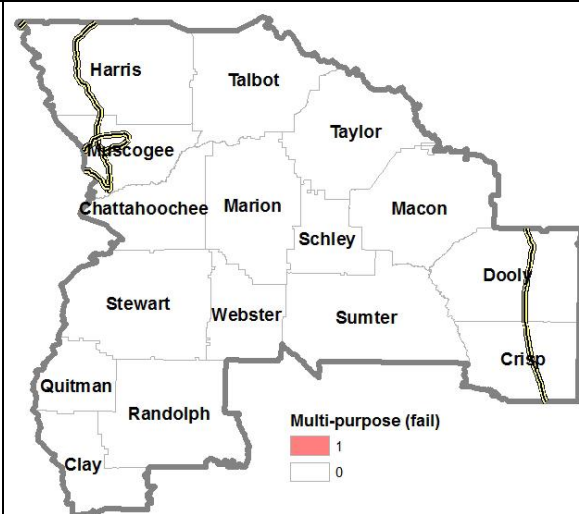 Harris
Talbot
Taylor
Muscogee
Chattahoochee
Marion
Macon
Schley
Dooly
Stewart
Webster
Sumter
Crisp
Quitman
Randolph
Clay
Multi-purpose (fail)
1
0